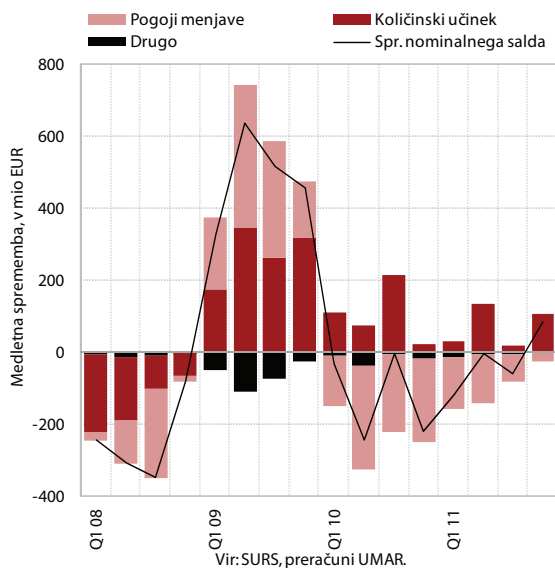 Pogoji menjave
Količinski učinek
Drugo
Spr. nominalnega salda
Medletna sprememba, v mio EUR
800
600
400
200
0
-200
-400
Q1 08
Q1 09
Q1 10
Q1 11
Vir: SURS, preračuni UMAR.